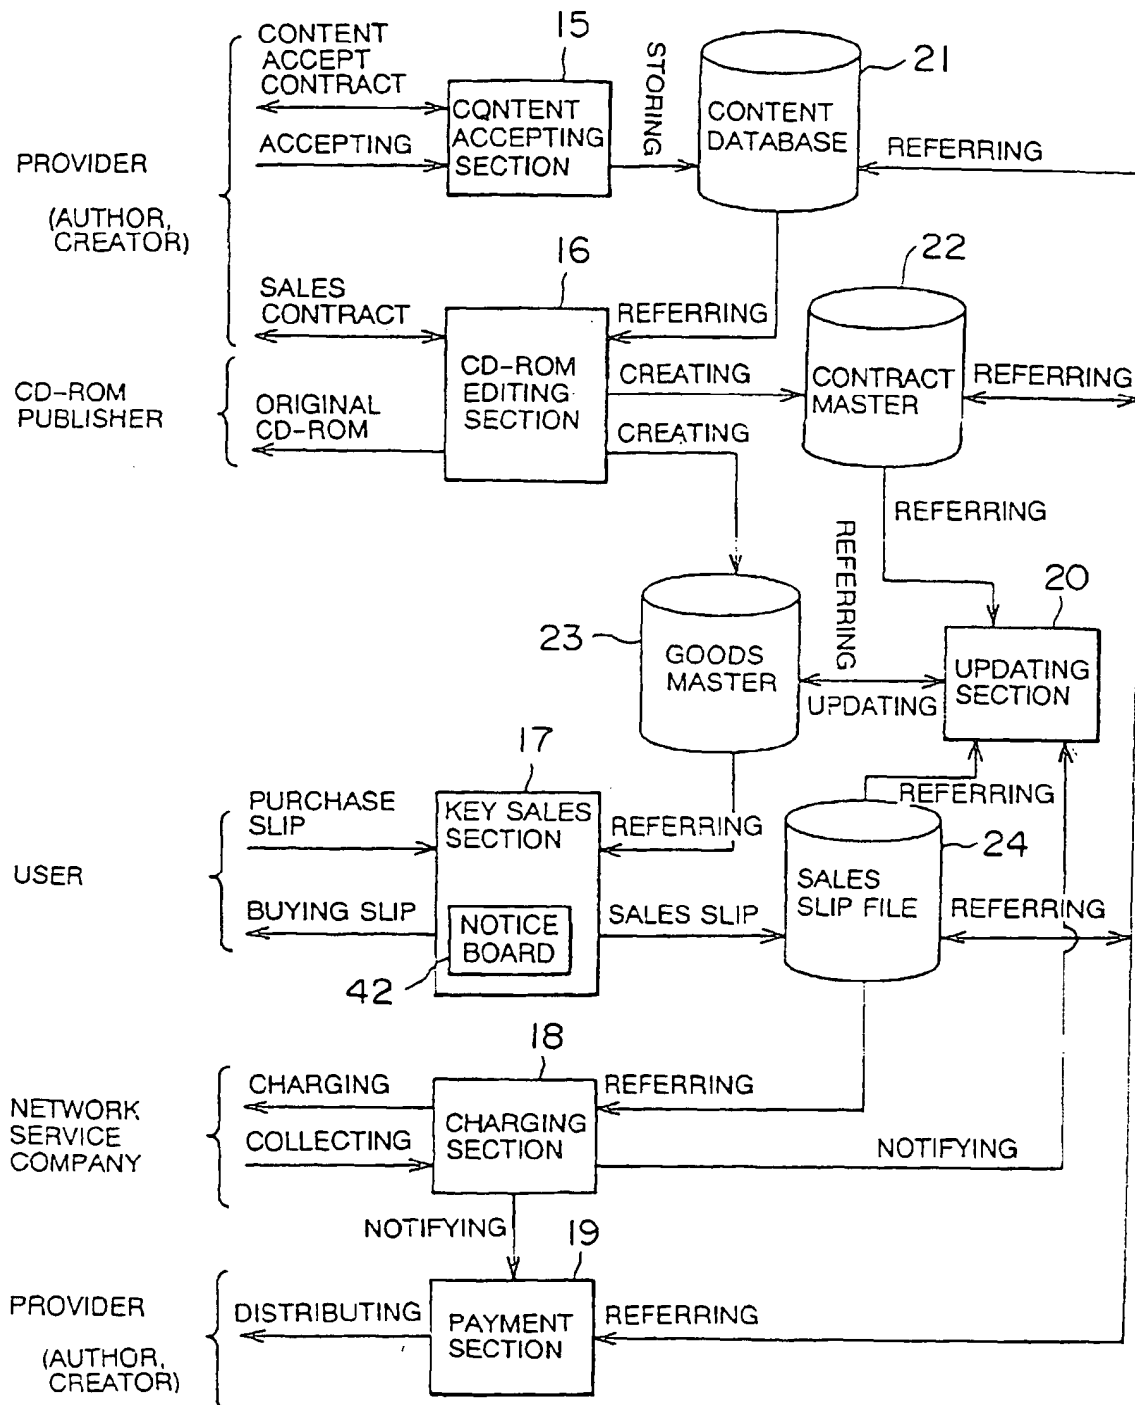 CONTENT
ACCEPT
CONTRACT
15
STORING
21
CQNTENT
ACCEPTING
SECTION
CONTENT
DATABASE
ACCEPTING
REFERRING
PROVIDER
(AUTHOR,
CREATOR)
16
22
SALES
CONTRACT
REFERRING
CD-ROM
EDITING
SECTION
CREATING
CONTRACT
MASTER
REFERRING
CD-ROM
PUBLISHER
ORIGINAL
CD-ROM
CREATING
REFERRING
REFERRING
20
23
GOODS
MASTER
UPDATING
UPDATING
SECTION
17
PURCHASE
SLIP
KEY SALES
SECTION
REFERRING
REFERRING
24
USER
SALES
SLIP FILE
BUYING SLIP
NOTICE
BOARD
SALES SLIP
REFERRING
42
18
CHARGING
REFERRING
NETWORK
SERVICE
COMPANY
CHARGING
SECTION
COLLECTING
NOTIFYING
NOTIFYING
19
PROVIDER
(AUTHOR,
CREATOR)
DISTRIBUTING
PAYMENT
SECTION
REFERRING